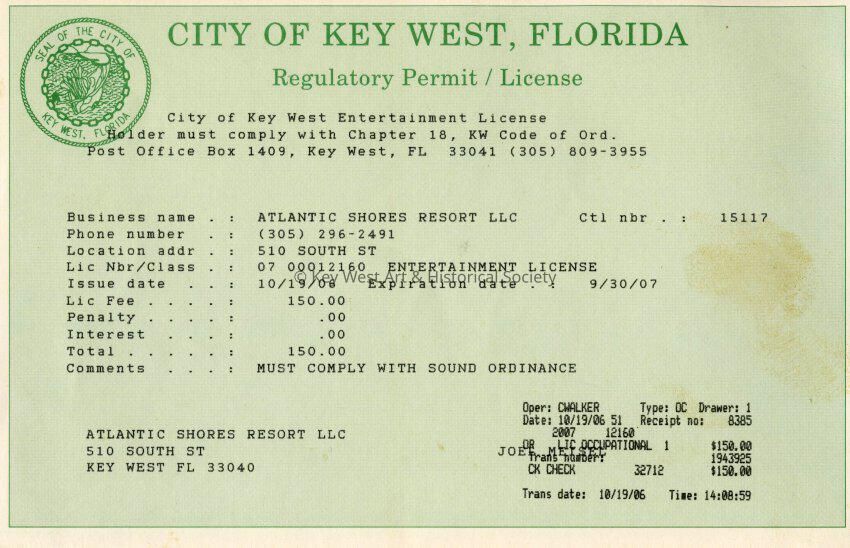 CITY OF KEY WEST, FLORIDA
Regulatory Permit / License
SEAL OF THE CITY OF
KEY WEST, FLORIDA
City of Key West Entertainment License
Holder must comply with Chapter 18, KW Code of Ord.
Post Office Box 1409, Key West, FL 33041 (305) 809-3955
Business name . : ATLANTIC SHORES RESORT LLC Ctl nbr . : 15117
Phone number . : (305) 296-2491
Location addr . : 510 SOUTH ST
Lic Nbr/Class . : 07 00012160 ENTERTAINMENT LICENSE
© Key West Art & Historical Society
Issue date . . : 10/19/06 Expiration date . : 9/30/07
Lic Fee . . . . : 150.00
Penalty . . . . : .00
Interest . . . : .00
Total . . . . . : 150.00
Comments . . . : MUST COMPLY WITH SOUND ORDINANCE
ATLANTIC SHORES RESORT LLC
510 SOUTH ST
KEY WEST FL 33040
JOEL MEISEL
Oper: CWALKER Type: OC Drawer: 1
Date: 10/19/06 51 Receipt no: 8385
2007 12160
OR LIC OCCUPATIONAL 1 $150.00
Trans number: 1943925
CK CHECK 32712 $150.00
Trans date: 10/19/06 Time: 14:08:59